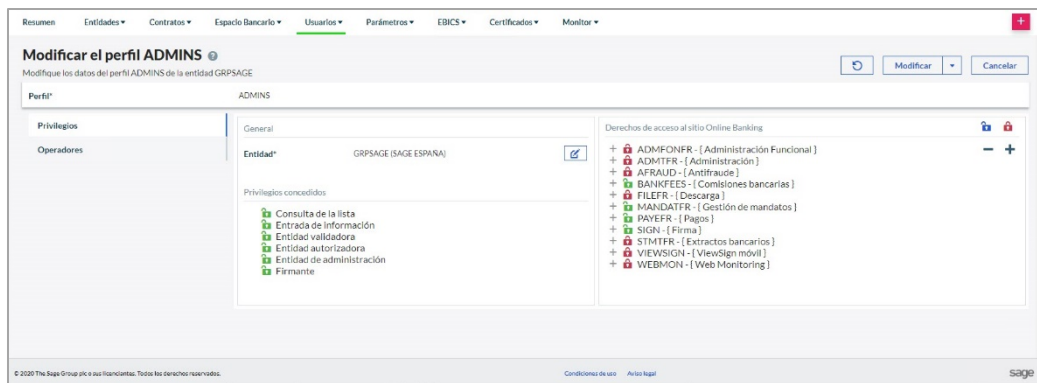 Resumen Entidades Contratos Espacio Bancario Usuarios Parámetros EBICS Certificados Monitor
Modificar el perfil ADMINS
Modifique los datos del perfil ADMINS de la entidad GRPSAGE
Modificar Cancelar
Perfil* ADMINS
Privilegios
Operadores
General
Entidad* GRPSAGE (SAGE ESPAÑA)
Privilegios concedidos
Consulta de la lista
Entrada de información
Entidad validadora
Entidad autorizadora
Entidad de administración
Firmante
Derechos de acceso al sitio Online Banking
ADMFONFR - [ Administración Funcional ]
ADMTFR - [ Administración ]
AFRAUD - [ Antifraude ]
BANKFEES - [ Comisiones bancarias ]
FILEFR - [ Descarga ]
MANDATFR - [ Gestión de mandatos ]
PAYEFR - [ Pagos ]
SIGN - [ Firma ]
STMTFR - [ Extractos bancarios ]
VIEWSIGN - [ ViewSign móvil ]
WEBMON - [ Web Monitoring ]
© 2020 The Sage Group plc o sus licenciantes. Todos los derechos reservados.
Condiciones de uso Aviso legal
sage